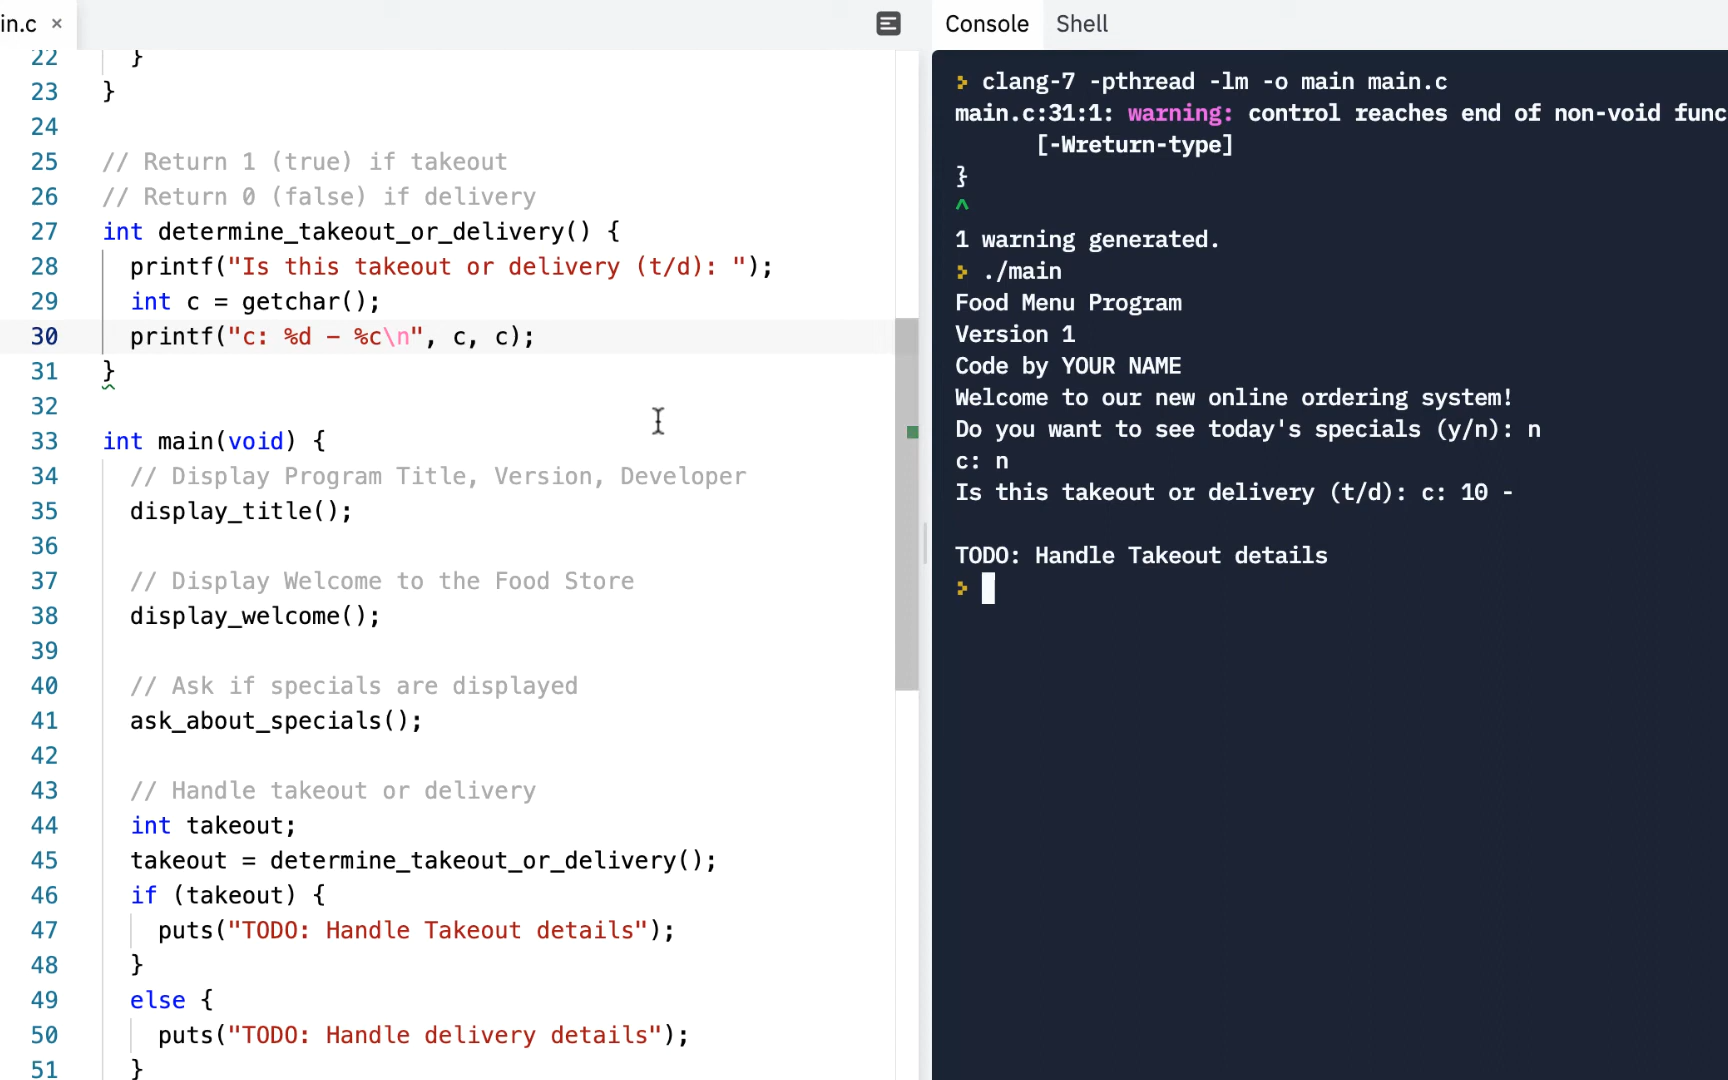 in.c ×
22 }
23 }
24
25 // Return 1 (true) if takeout
26 // Return 0 (false) if delivery
27 int determine_takeout_or_delivery() {
28 printf("Is this takeout or delivery (t/d): ");
29 int c = getchar();
30 printf("c: %d – %c\n", c, c);
31 }
32
33 int main(void) {
34 // Display Program Title, Version, Developer
35 display_title();
36
37 // Display Welcome to the Food Store
38 display_welcome();
39
40 // Ask if specials are displayed
41 ask_about_specials();
42
43 // Handle takeout or delivery
44 int takeout;
45 takeout = determine_takeout_or_delivery();
46 if (takeout) {
47 puts("TODO: Handle Takeout details");
48 }
49 else {
50 puts("TODO: Handle delivery details");
51 }
Console Shell
> clang-7 -pthread -lm -o main main.c
main.c:31:1: warning: control reaches end of non-void func
[-Wreturn-type]
}
^
1 warning generated.
> ./main
Food Menu Program
Version 1
Code by YOUR NAME
Welcome to our new online ordering system!
Do you want to see today's specials (y/n): n
c: n
Is this takeout or delivery (t/d): c: 10 -
TODO: Handle Takeout details
>